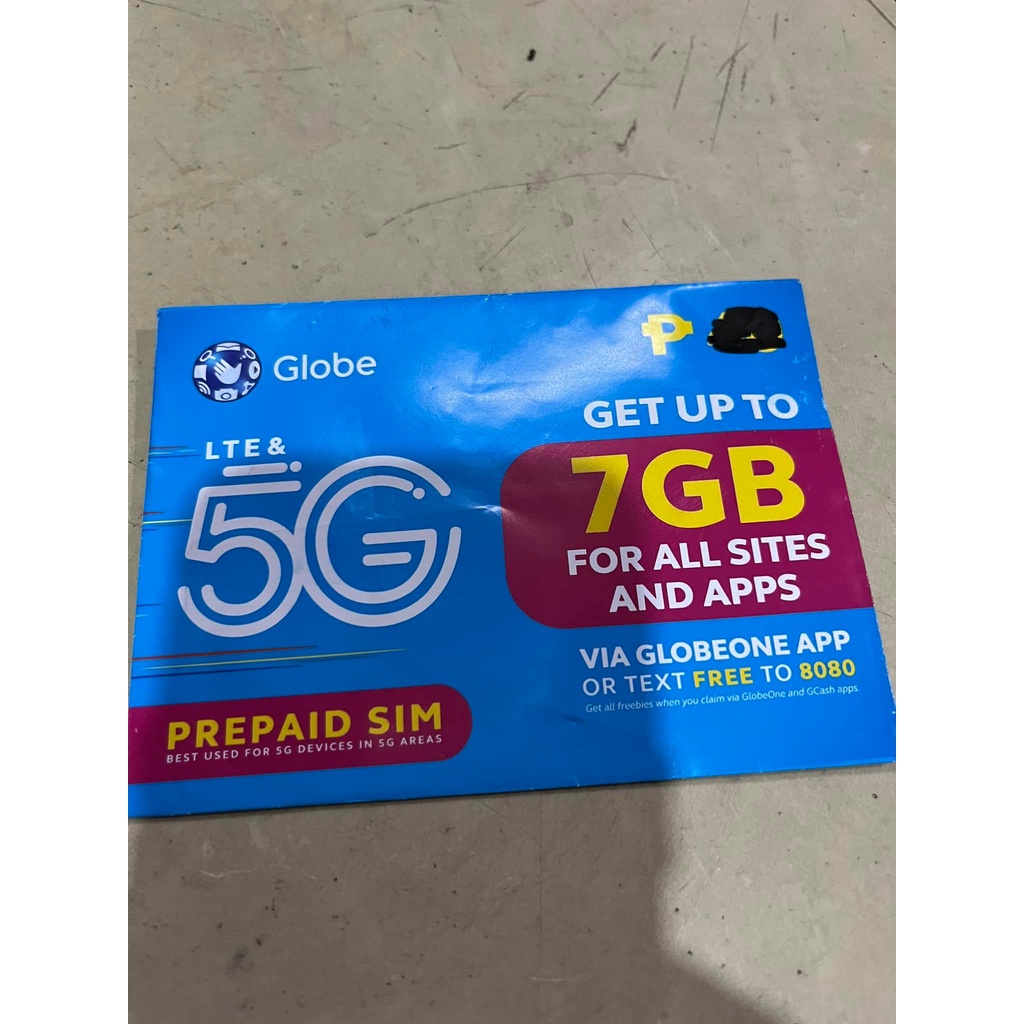 Globe
LTE &
5G
PREPAID SIM
BEST USED FOR 5G DEVICES IN 5G AREAS
₱
GET UP TO
7GB
FOR ALL SITES
AND APPS
VIA GLOBEONE APP
OR TEXT FREE TO 8080
Get all freebies when you claim via GlobeOne and GCash apps.